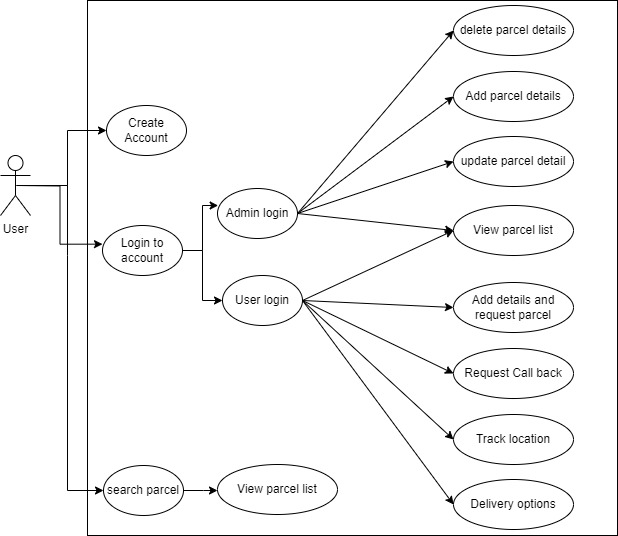 delete parcel details
Add parcel details
Create
Account
update parcel detail
User
Admin login
View parcel list
Login to
account
User login
Add details and
request parcel
Request Call back
Track location
search parcel
View parcel list
Delivery options